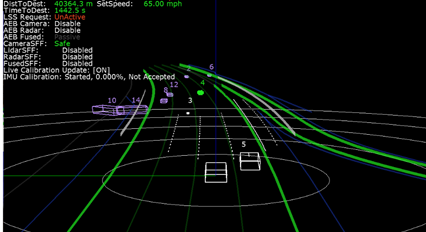 DistToDest: 40364.3 m SetSpeed: 65.00 mph
TimeToDest: 1442.5 s
LSS Request: UnActive
AEB Camera: Disable
AEB Radar: Disable
AEB Fused: Passive
CameraSFF: Safe
LidarSFF: Disabled
RadarSFF: Disabled
FusedSFF: Disabled
Live Calibration Update: [ON]
IMU Calibration: Started, 0.000%, Not Accepted
2
6
12
4
8
10
14
3
5